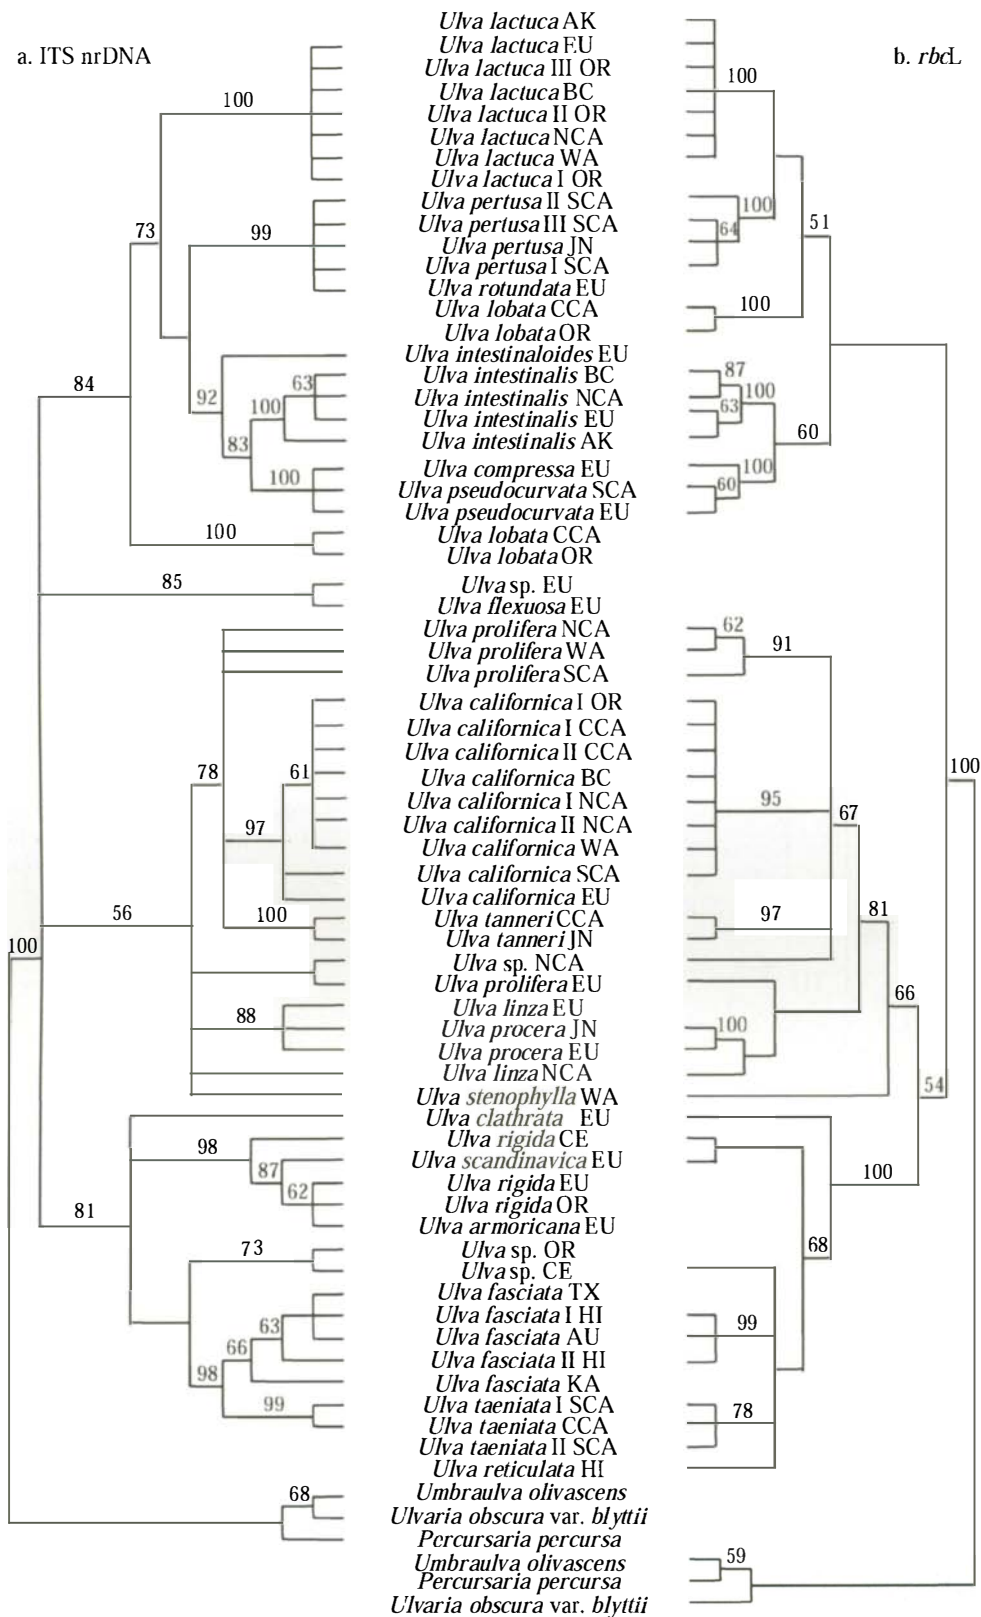 Ulva lactuca AK
a. ITS nrDNA
b. rbcL
Ulva lactuca EU
Ulva lactuca III OR
100
Ulva lactuca BC
100
Ulva lactuca II OR
Ulva lactuca NCA
Ulva lactuca WA
Ulva lactuca I OR
Ulva pertusa II SCA
100
73
99
Ulva pertusa III SCA
64
51
Ulva pertusa JN
Ulva pertusa I SCA
Ulva rotundata EU
Ulva lobata CCA
100
Ulva lobata OR
Ulva intestinaloides EU
84
63
Ulva intestinalis BC
87
92
100
Ulva intestinalis NCA
63
100
83
Ulva intestinalis EU
60
Ulva intestinalis AK
100
Ulva compressa EU
100
Ulva pseudocurvata SCA
60
Ulva pseudocurvata EU
100
Ulva lobata CCA
Ulva lobata OR
85
Ulva sp. EU
Ulva flexuosa EU
Ulva prolifera NCA
62
Ulva prolifera WA
91
Ulva prolifera SCA
Ulva californica I OR
Ulva californica I CCA
Ulva californica II CCA
78
61
Ulva californica BC
100
Ulva californica I NCA
95
67
97
Ulva californica II NCA
Ulva californica WA
Ulva californica SCA
Ulva californica EU
56
100
Ulva tanneri CCA
97
81
Ulva tanneri JN
100
Ulva sp. NCA
Ulva prolifera EU
66
88
Ulva linza EU
Ulva procera JN
100
Ulva procera EU
Ulva linza NCA
54
Ulva stenophylla WA
Ulva clathrata EU
98
Ulva rigida CE
87
Ulva scandinavica EU
100
62
Ulva rigida EU
81
Ulva rigida OR
Ulva armoricana EU
73
Ulva sp. OR
68
Ulva sp. CE
Ulva fasciata TX
63
Ulva fasciata I HI
99
66
Ulva fasciata AU
98
Ulva fasciata II HI
Ulva fasciata KA
99
Ulva taeniata I SCA
78
Ulva taeniata CCA
Ulva taeniata II SCA
Ulva reticulata HI
68
Umbraulva olivascens
Ulvaria obscura var. blyttii
Percursaria percursa
Umbraulva olivascens
59
Percursaria percursa
Ulvaria obscura var. blyttii